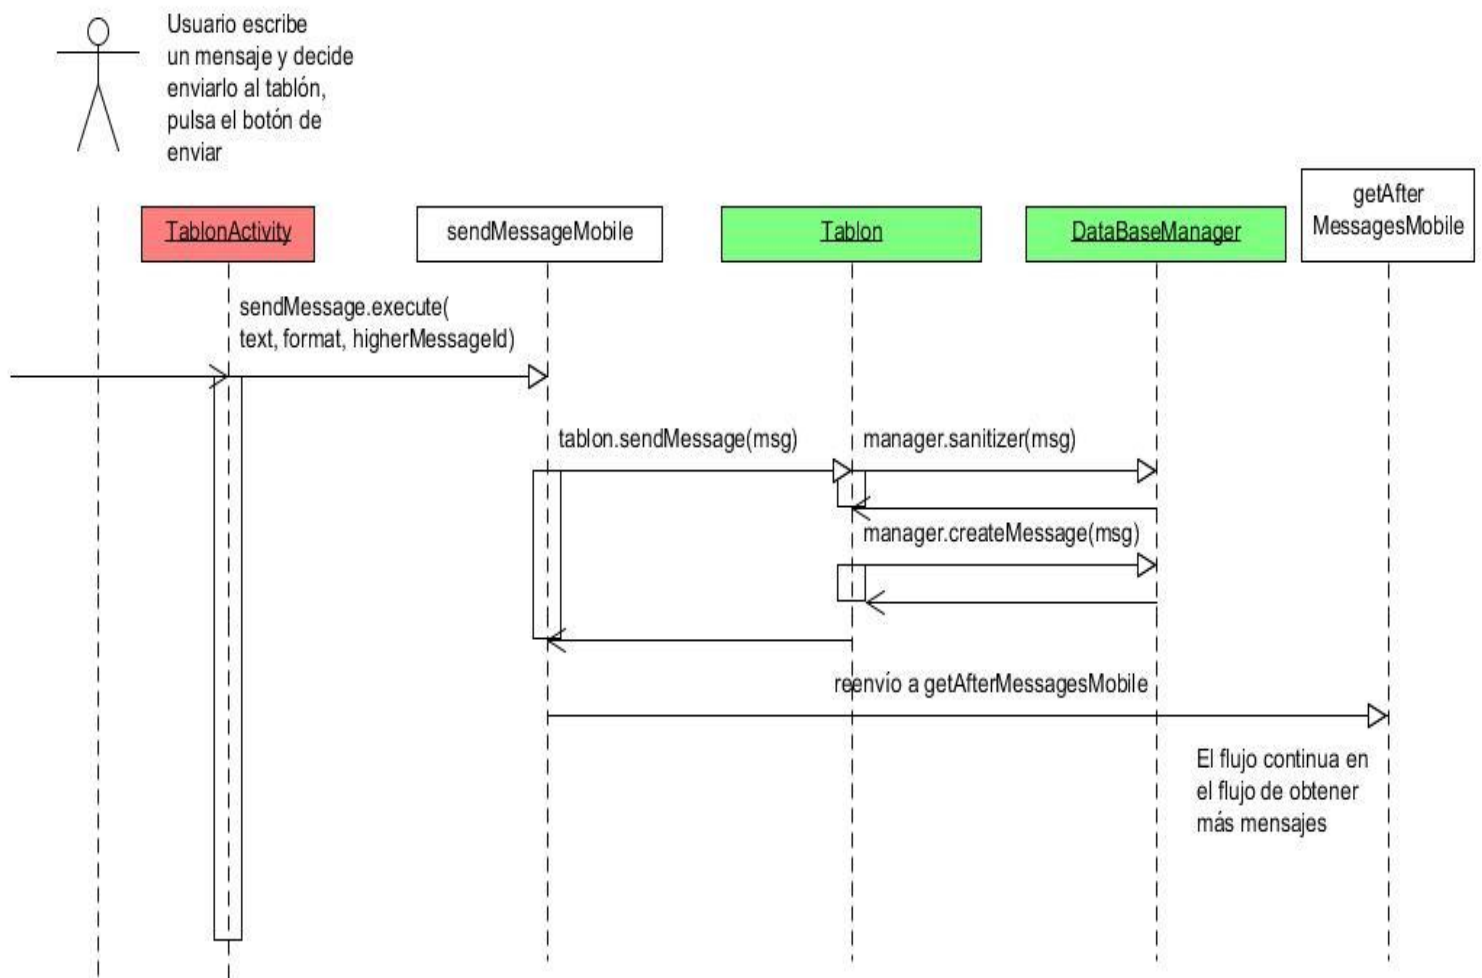 Usuario escribe
un mensaje y decide
enviarlo al tablón,
pulsa el botón de
enviar
TablonActivity
sendMessageMobile
Tablon
DataBaseManager
getAfter
MessagesMobile
sendMessage.execute(
text, format, higherMessageId)
tablon.sendMessage(msg)
manager.sanitizer(msg)
manager.createMessage(msg)
reenvío a getAfterMessagesMobile
El flujo continua en
el flujo de obtener
más mensajes